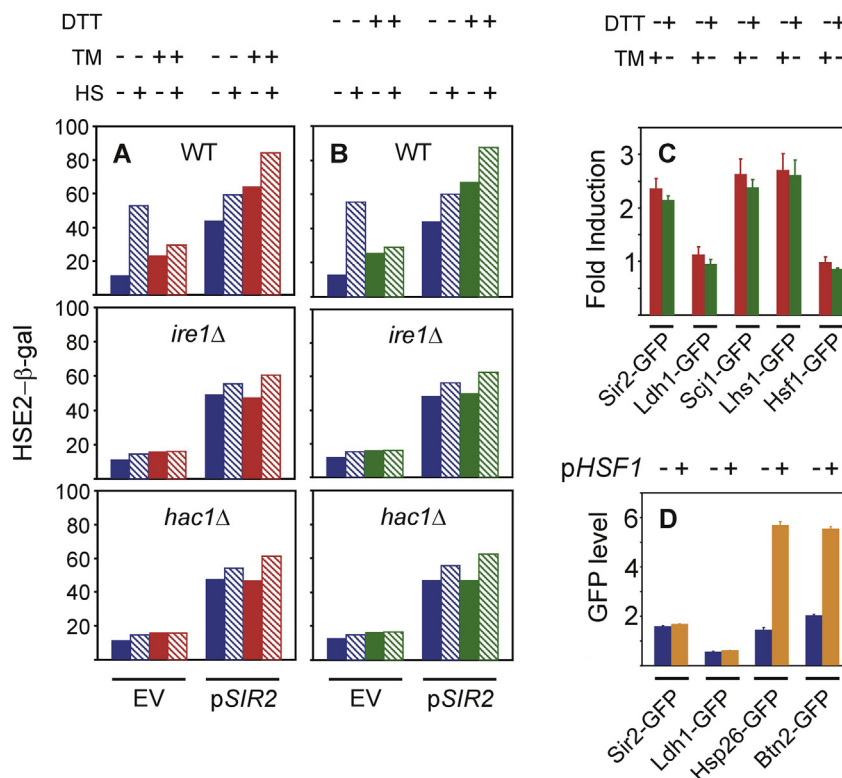 DTT - - + + - - + +
TM - - + + - - + +
HS - + - + - + - + - + - + - + - +
DTT -+ -+ -+ -+ -+
TM +- +- +- +- +-
HSE2–β-gal
100
80
60
40
20
A WT
B WT
100
80
60
40
20
ire1Δ
ire1Δ
100
80
60
40
20
hac1Δ
hac1Δ
EV pSIR2 EV pSIR2
Fold Induction
3
2
1
C
Sir2-GFP
Ldh1-GFP
Scj1-GFP
Lhs1-GFP
Hsf1-GFP
pHSF1 -+ -+ -+ -+
GFP level
6
4
2
D
Sir2-GFP
Ldh1-GFP
Hsp26-GFP
Btn2-GFP